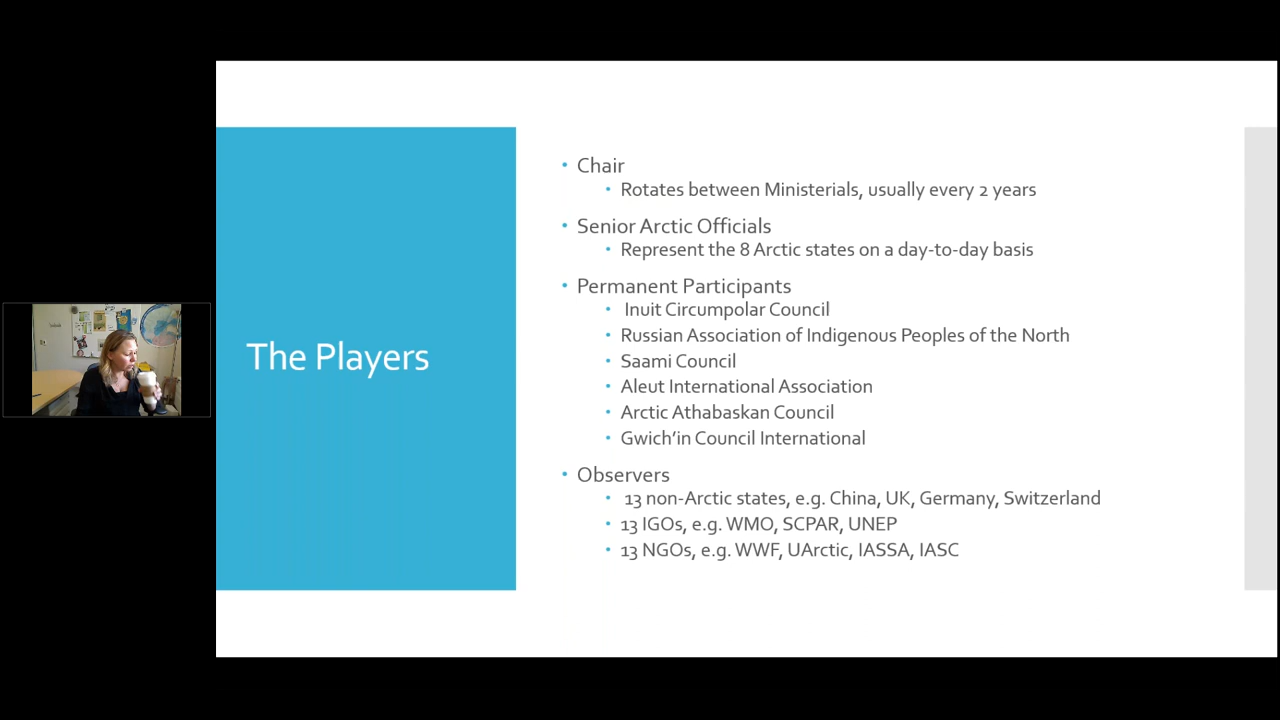 The Players
• Chair
• Rotates between Ministerials, usually every 2 years
• Senior Arctic Officials
• Represent the 8 Arctic states on a day-to-day basis
• Permanent Participants
• Inuit Circumpolar Council
• Russian Association of Indigenous Peoples of the North
• Saami Council
• Aleut International Association
• Arctic Athabaskan Council
• Gwich’in Council International
• Observers
• 13 non-Arctic states, e.g. China, UK, Germany, Switzerland
• 13 IGOs, e.g. WMO, SCPAR, UNEP
• 13 NGOs, e.g. WWF, UArctic, IASSA, IASC